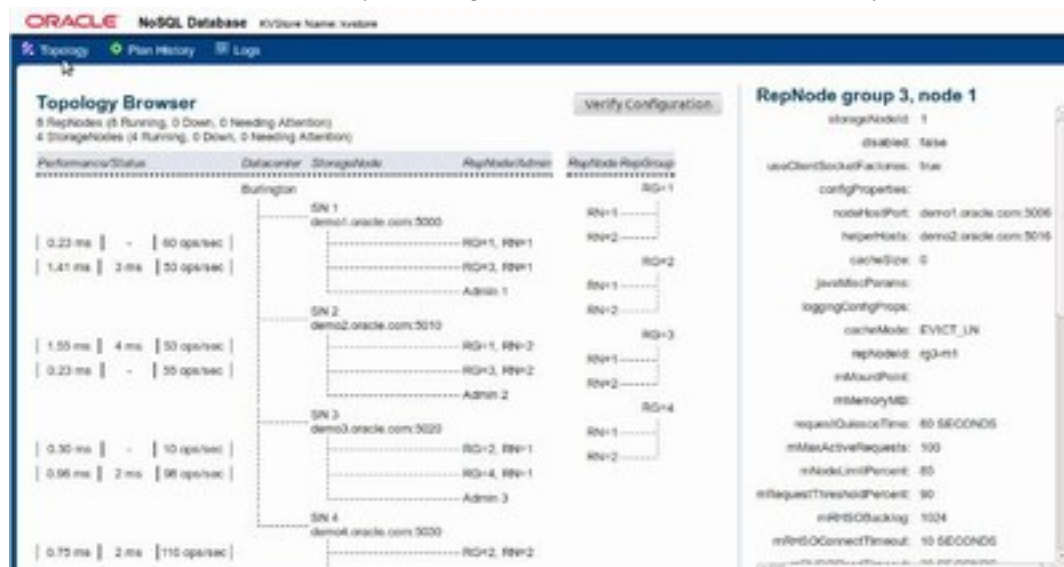 ORACLE NoSQL Database KVStore Name: kvstore
Topology Plan History Logs
Topology Browser
8 RepNodes (8 Running, 0 Down, 0 Needing Attention)
4 StorageNodes (4 Running, 0 Down, 0 Needing Attention)
Verify Configuration
Performance/Status Datacenter StorageNode RepNode/Admin RepNode RepGroup
Burlington
SN 1
demo1.oracle.com:5000
0.23 ms - 60 ops/sec RG=1, RN=1
1.41 ms 3 ms 53 ops/sec RG=3, RN=1
Admin 1
SN 2
demo2.oracle.com:5010
1.55 ms 4 ms 53 ops/sec RG=1, RN=2
0.23 ms - 55 ops/sec RG=3, RN=2
Admin 2
SN 3
demo3.oracle.com:5020
0.30 ms - 10 ops/sec RG=2, RN=1
0.96 ms 2 ms 98 ops/sec RG=4, RN=1
Admin 3
SN 4
demo4.oracle.com:5030
0.75 ms 2 ms 110 ops/sec RG=2, RN=2
RG=1
RN=1
RN=2
RG=2
RN=1
RN=2
RG=3
RN=1
RN=2
RG=4
RN=1
RN=2
RepNode group 3, node 1
storageNodeId: 1
disabled: false
useClientSocketFactories: true
configProperties:
nodeHostPort: demo1.oracle.com:5006
helperHosts: demo2.oracle.com:5016
cacheSize: 0
javaMiscParams:
loggingConfigProps:
cacheMode: EVICT_LN
repNodeId: rg3-rn1
mMountPoint:
mMemoryMB:
requestQuiesceTime: 60 SECONDS
mMaxActiveRequests: 100
mNodeLimitPercent: 85
mRequestThresholdPercent: 90
mRHSOBacklog: 1024
mRHSOConnectTimeout: 10 SECONDS